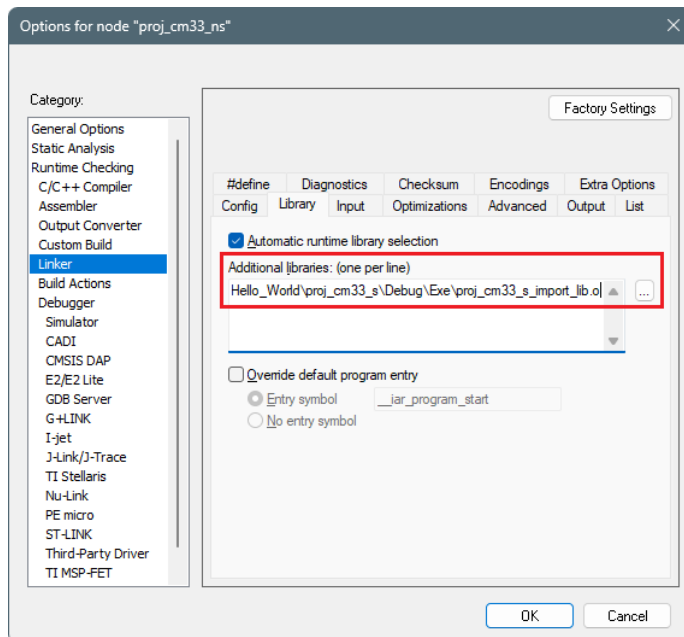 Options for node "proj_cm33_ns"
Category:
General Options
Static Analysis
Runtime Checking
C/C++ Compiler
Assembler
Output Converter
Custom Build
Linker
Build Actions
Debugger
Simulator
CADI
CMSIS DAP
E2/E2 Lite
GDB Server
G+LINK
I-jet
J-Link/J-Trace
TI Stellaris
Nu-Link
PE micro
ST-LINK
Third-Party Driver
TI MSP-FET
Factory Settings
#define Diagnostics Checksum Encodings Extra Options
Config Library Input Optimizations Advanced Output List
Automatic runtime library selection
Additional libraries: (one per line)
Hello_World\proj_cm33_s\Debug\Exe\proj_cm33_s_import_lib.o
...
Override default program entry
Entry symbol __iar_program_start
No entry symbol
OK Cancel